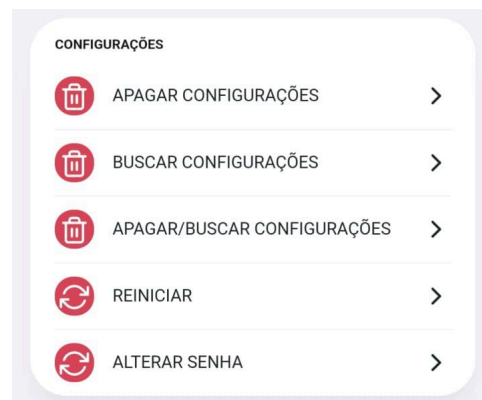 CONFIGURAÇÕES
APAGAR CONFIGURAÇÕES
BUSCAR CONFIGURAÇÕES
APAGAR/BUSCAR CONFIGURAÇÕES
REINICIAR
ALTERAR SENHA